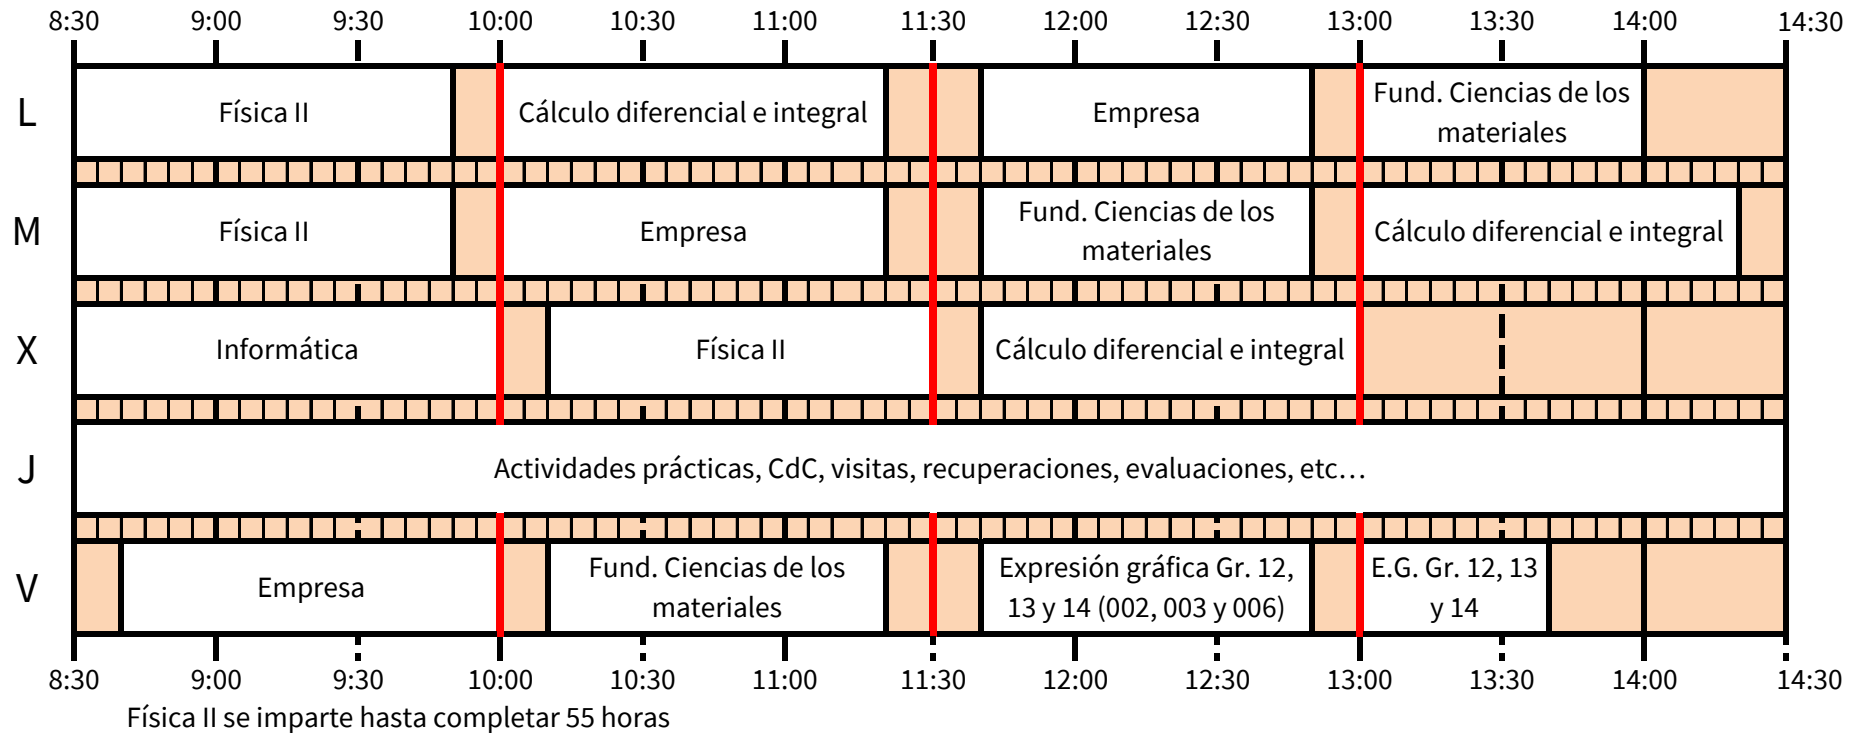 8:30 9:00 9:30 10:00 10:30 11:00 11:30 12:00 12:30 13:00 13:30 14:00 14:30
L
Física II
Cálculo diferencial e integral
Empresa
Fund. Ciencias de los
materiales
M
Física II
Empresa
Fund. Ciencias de los
materiales
Cálculo diferencial e integral
X
Informática
Física II
Cálculo diferencial e integral
J
Actividades prácticas, CdC, visitas, recuperaciones, evaluaciones, etc...
V
Empresa
Fund. Ciencias de los
materiales
Expresión gráfica Gr. 12,
13 y 14 (002, 003 y 006)
E.G. Gr. 12, 13
y 14
8:30 9:00 9:30 10:00 10:30 11:00 11:30 12:00 12:30 13:00 13:30 14:00 14:30
Física II se imparte hasta completar 55 horas